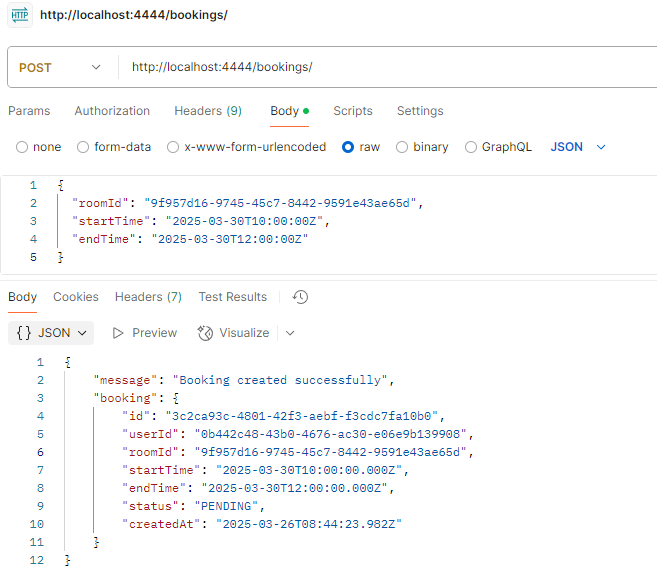 HTTP http://localhost:4444/bookings/
POST http://localhost:4444/bookings/
Params Authorization Headers (9) Body Scripts Settings
none form-data x-www-form-urlencoded raw binary GraphQL JSON
1 {
2 "roomId": "9f957d16-9745-45c7-8442-9591e43ae65d",
3 "startTime": "2025-03-30T10:00:00Z",
4 "endTime": "2025-03-30T12:00:00Z"
5 }
Body Cookies Headers (7) Test Results
{} JSON Preview Visualize
1 {
2 "message": "Booking created successfully",
3 "booking": {
4 "id": "3c2ca93c-4801-42f3-aebf-f3cdc7fa10b0",
5 "userId": "0b442c48-43b0-4676-ac30-e06e9b139908",
6 "roomId": "9f957d16-9745-45c7-8442-9591e43ae65d",
7 "startTime": "2025-03-30T10:00:00.000Z",
8 "endTime": "2025-03-30T12:00:00.000Z",
9 "status": "PENDING",
10 "createdAt": "2025-03-26T08:44:23.982Z"
11 }
12 }